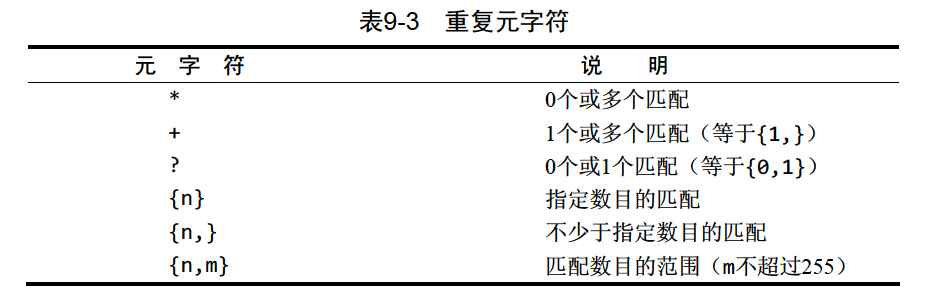 表9-3 重复元字符
元 字 符 说 明
* 0个或多个匹配
+ 1个或多个匹配（等于{1,}）
? 0个或1个匹配（等于{0,1}）
{n} 指定数目的匹配
{n,} 不少于指定数目的匹配
{n,m} 匹配数目的范围（m不超过255）